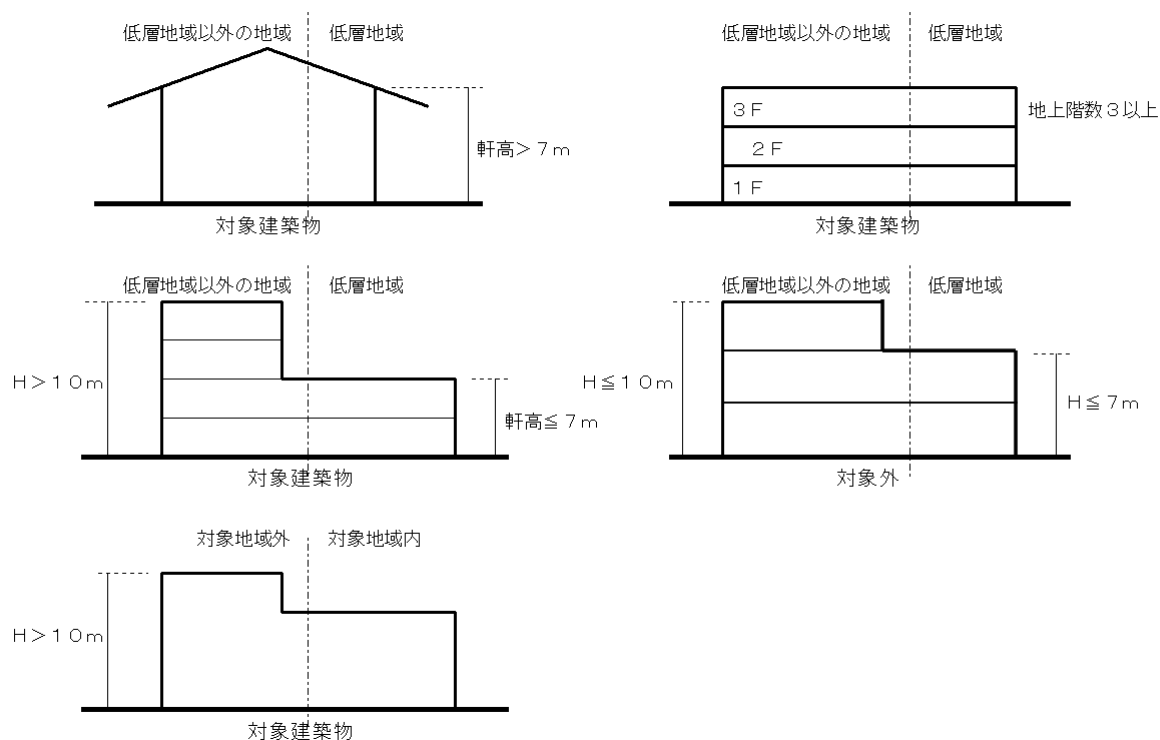 低層地域以外の地域 低層地域
軒高＞７ｍ
対象建築物
低層地域以外の地域 低層地域
３Ｆ
２Ｆ
１Ｆ
地上階数３以上
対象建築物
低層地域以外の地域 低層地域
Ｈ＞１０ｍ
軒高≦７ｍ
対象建築物
低層地域以外の地域 低層地域
Ｈ≦１０ｍ
Ｈ≦７ｍ
対象外
対象地域外 対象地域内
Ｈ＞１０ｍ
対象建築物